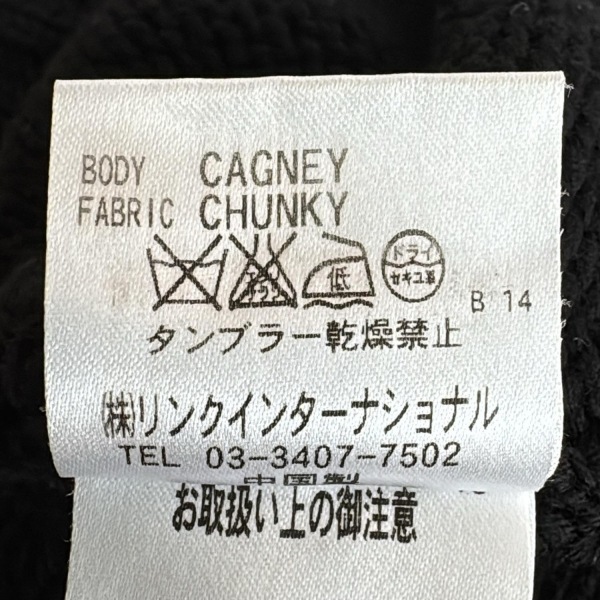 BODY CAGNEY
FABRIC CHUNKY
低
ドライ
セキユ系
B 14
タンブラー乾燥禁止
㈱リンクインターナショナル
TEL 03-3407-7502
中国製
お取扱い上の御注意